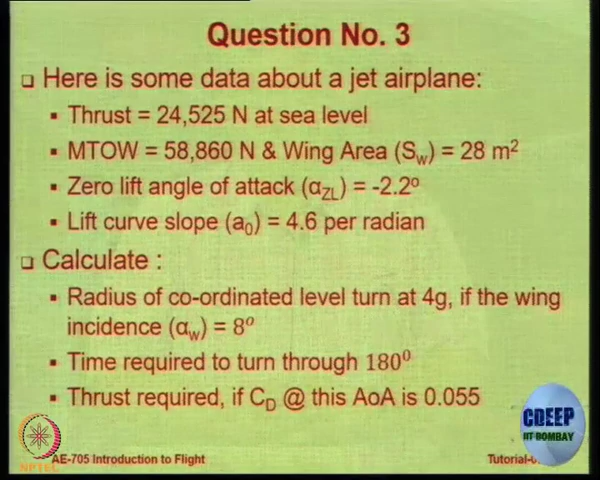 Question No. 3
Here is some data about a jet airplane:
Thrust = 24,525 N at sea level
MTOW = 58,860 N & Wing Area (Sw) = 28 m²
Zero lift angle of attack (αZL) = -2.2º
Lift curve slope (a₀) = 4.6 per radian
Calculate :
Radius of co-ordinated level turn at 4g, if the wing
incidence (αw) = 8º
Time required to turn through 180⁰
Thrust required, if CD @ this AoA is 0.055
CDEEP
IIT BOMBAY
NPTEL
AE-705 Introduction to Flight